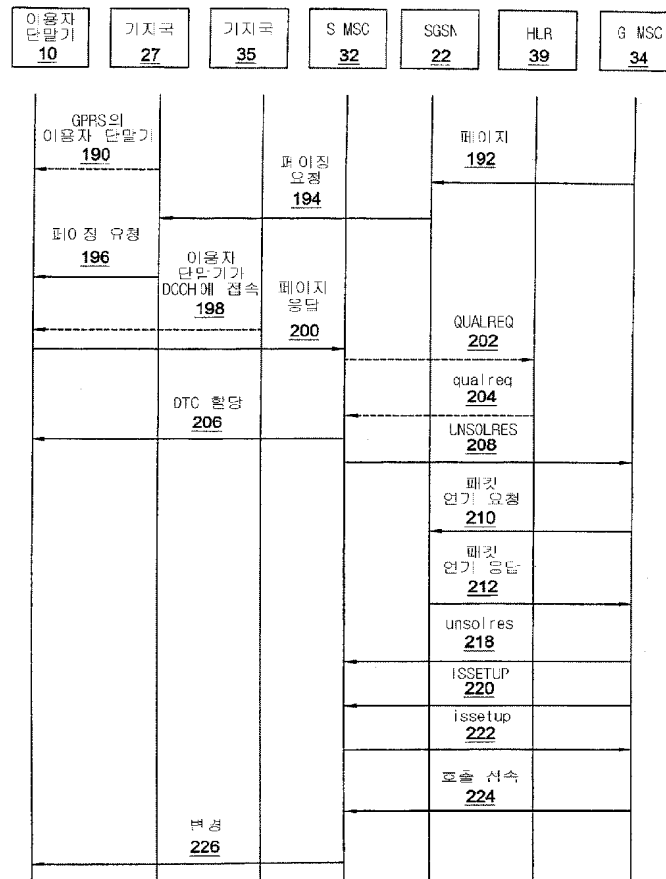 이용자
단말기
10
기지국
27
기지국
35
S MSC
32
SGSN
22
HLR
39
G MSC
34
GPRS의
이용자 단말기
190
페이지
192
페이징
요청
194
페이징 요청
196
이용자
단말기가
DCCH에 접속
198
페이지
응답
200
QUALREQ
202
qualreq
204
DTC 할당
206
UNSOLRES
208
패킷
연기 요청
210
패킷
연기 응답
212
unsolres
218
ISSETUP
220
issetup
222
호출 접속
224
변경
226